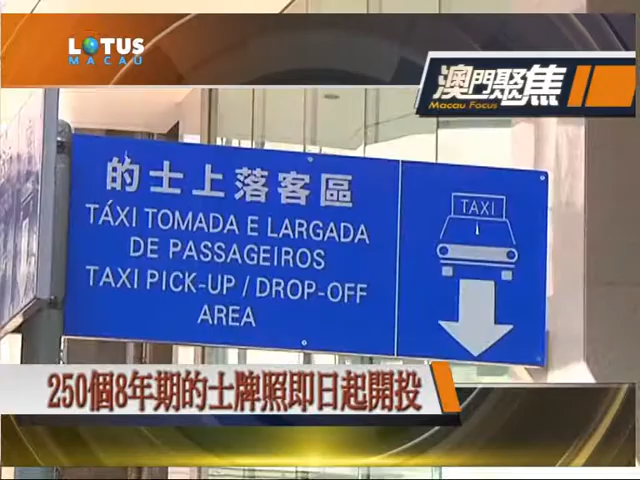 LOTUS
MACAU
澳門聚焦
Macau Focus
的士上落客區
TÁXI TOMADA E LARGADA
DE PASSAGEIROS
TAXI PICK-UP / DROP-OFF
AREA
TAXI
250個8年期的士牌照即日起開投